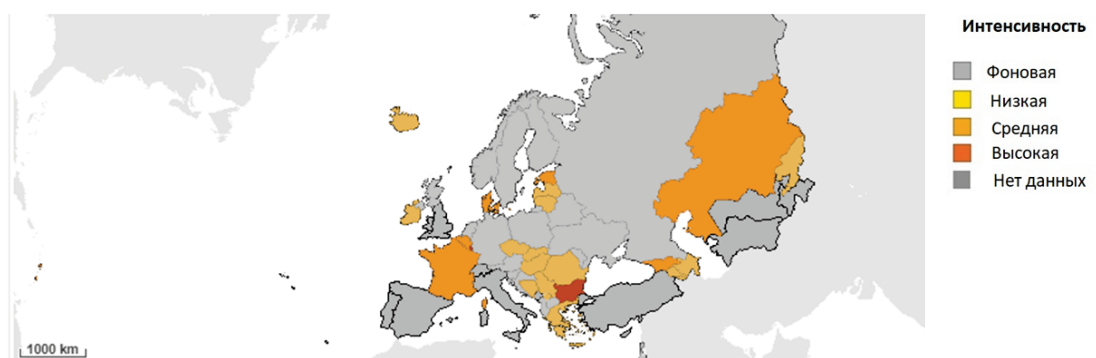 Интенсивность
Фоновая
Низкая
Средняя
Высокая
Нет данных
1000 km